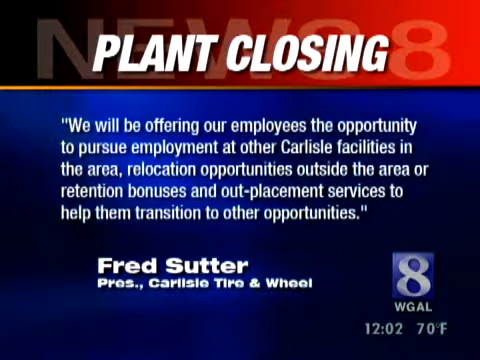 NEWS 8
PLANT CLOSING
"We will be offering our employees the opportunity
to pursue employment at other Carlisle facilities in
the area, relocation opportunities outside the area or
retention bonuses and out-placement services to
help them transition to other opportunities."
Fred Sutter
Pres., Carlisle Tire & Wheel
8
WGAL
12:02 70°F